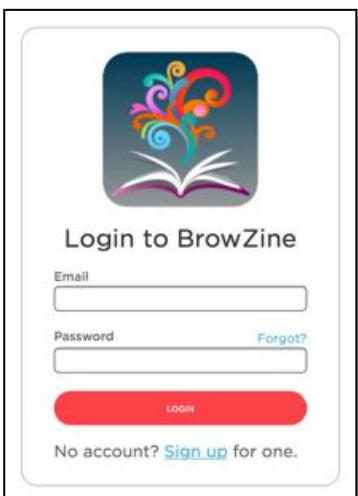 Login to BrowZine
Email
Password Forgot?
LOGIN
No account? Sign up for one.